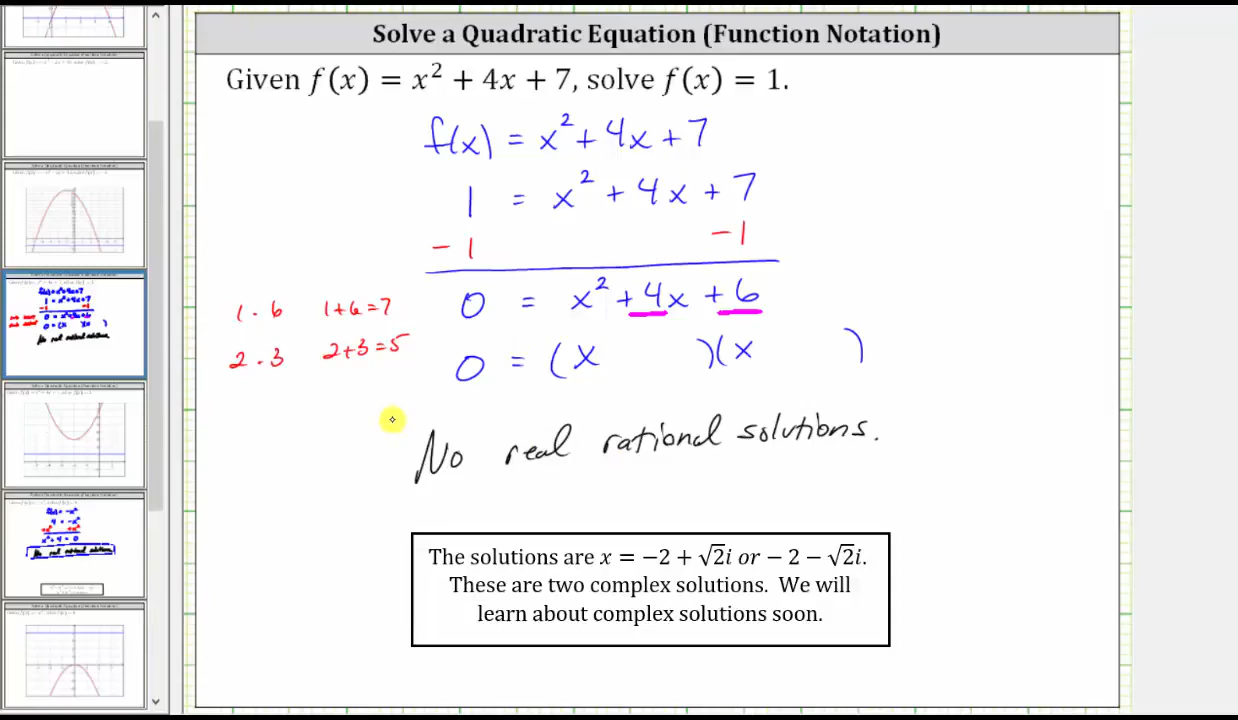 Solve a Quadratic Equation (Function Notation)
Given f(x) = x² + 4x + 7, solve f(x) = 1.
f(x) = x² + 4x + 7
1 = x² + 4x + 7
− 1 − 1
1 · 6 1+6=7 0 = x² + 4x + 6
2 · 3 2+3=5 0 = (x )(x )
No real rational solutions.
The solutions are x = −2 + √2i or − 2 − √2i.
These are two complex solutions. We will
learn about complex solutions soon.